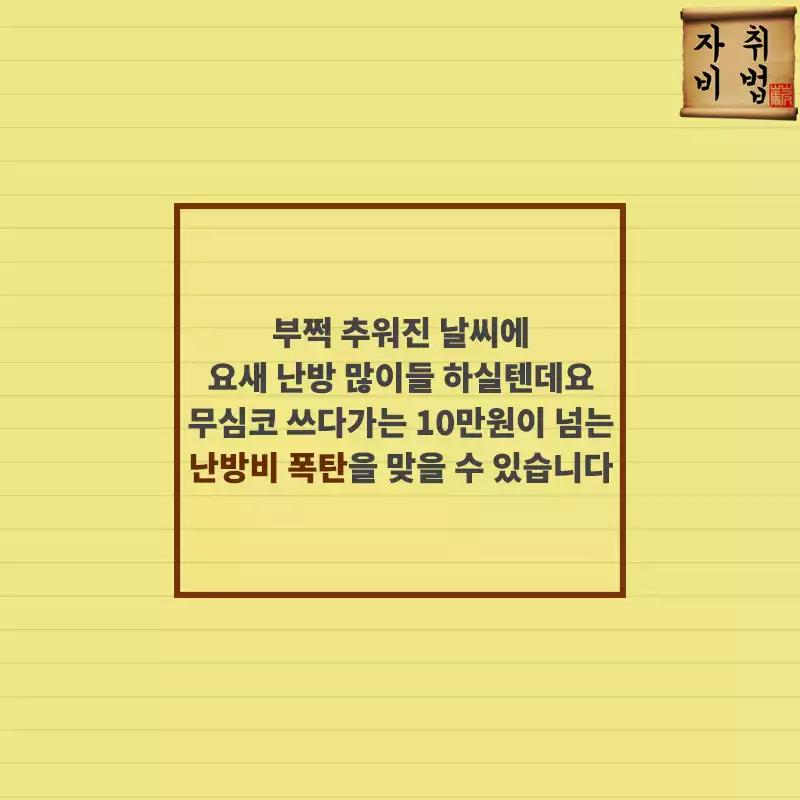 자취
비법
부쩍 추워진 날씨에
요새 난방 많이들 하실텐데요
무심코 쓰다가는 10만원이 넘는
난방비 폭탄을 맞을 수 있습니다